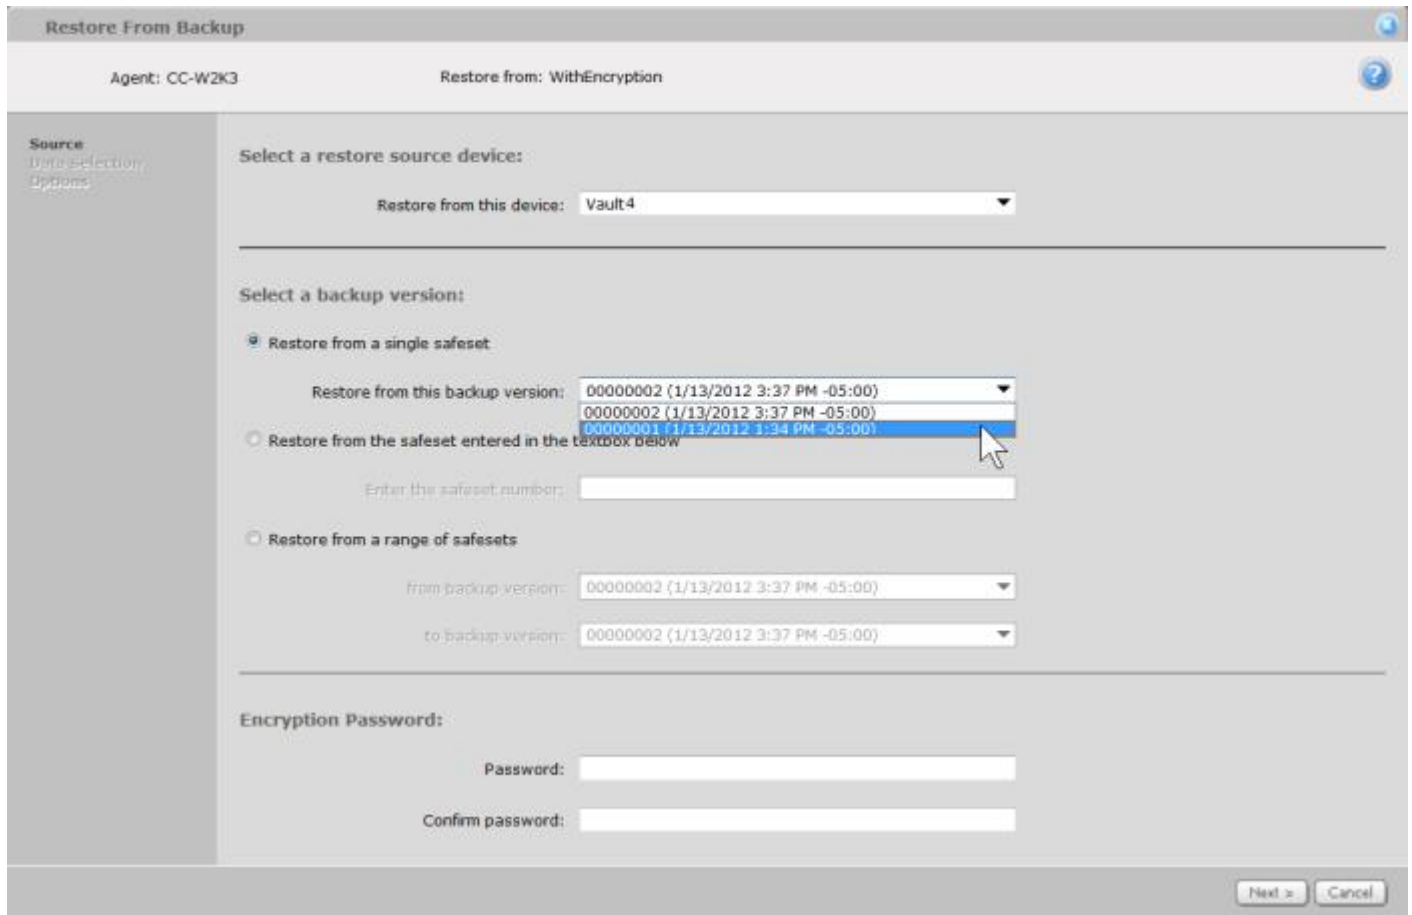 Restore From Backup
Agent: CC-W2K3 Restore from: WithEncryption
?
Source
Data Selection
Options
Select a restore source device:
Restore from this device: Vault4
Select a backup version:
Restore from a single safeset
Restore from this backup version: 00000002 (1/13/2012 3:37 PM -05:00)
00000002 (1/13/2012 3:37 PM -05:00)
00000001 (1/13/2012 1:34 PM -05:00)
Restore from the safeset entered in the textbox below
Enter the safeset number:
Restore from a range of safesets
from backup version: 00000002 (1/13/2012 3:37 PM -05:00)
to backup version: 00000002 (1/13/2012 3:37 PM -05:00)
Encryption Password:
Password:
Confirm password:
Next > Cancel